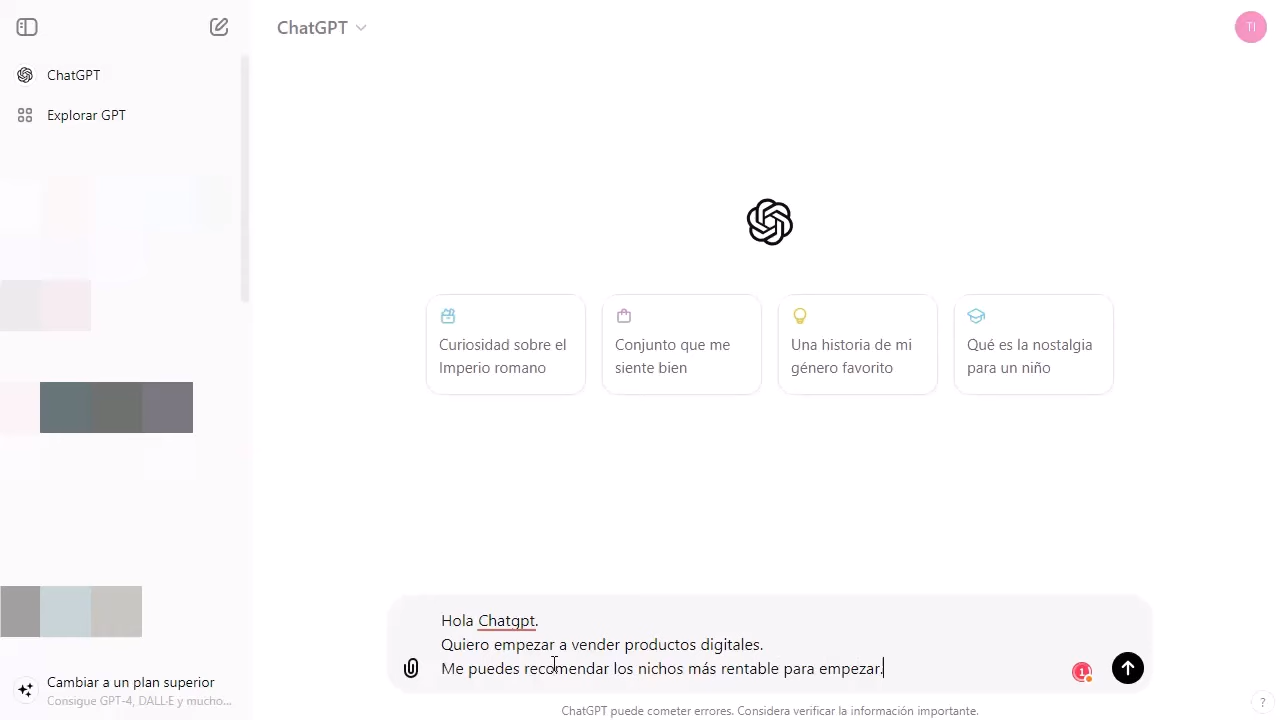 ChatGPT
TI
ChatGPT
Explorar GPT
Curiosidad sobre el
Imperio romano
Conjunto que me
siente bien
Una historia de mi
género favorito
Qué es la nostalgia
para un niño
Hola Chatgpt.
Quiero empezar a vender productos digitales.
Me puedes recomendar los nichos más rentable para empezar.
1
Cambiar a un plan superior
Consigue GPT-4, DALL·E y mucho...
ChatGPT puede cometer errores. Considera verificar la información importante.
?